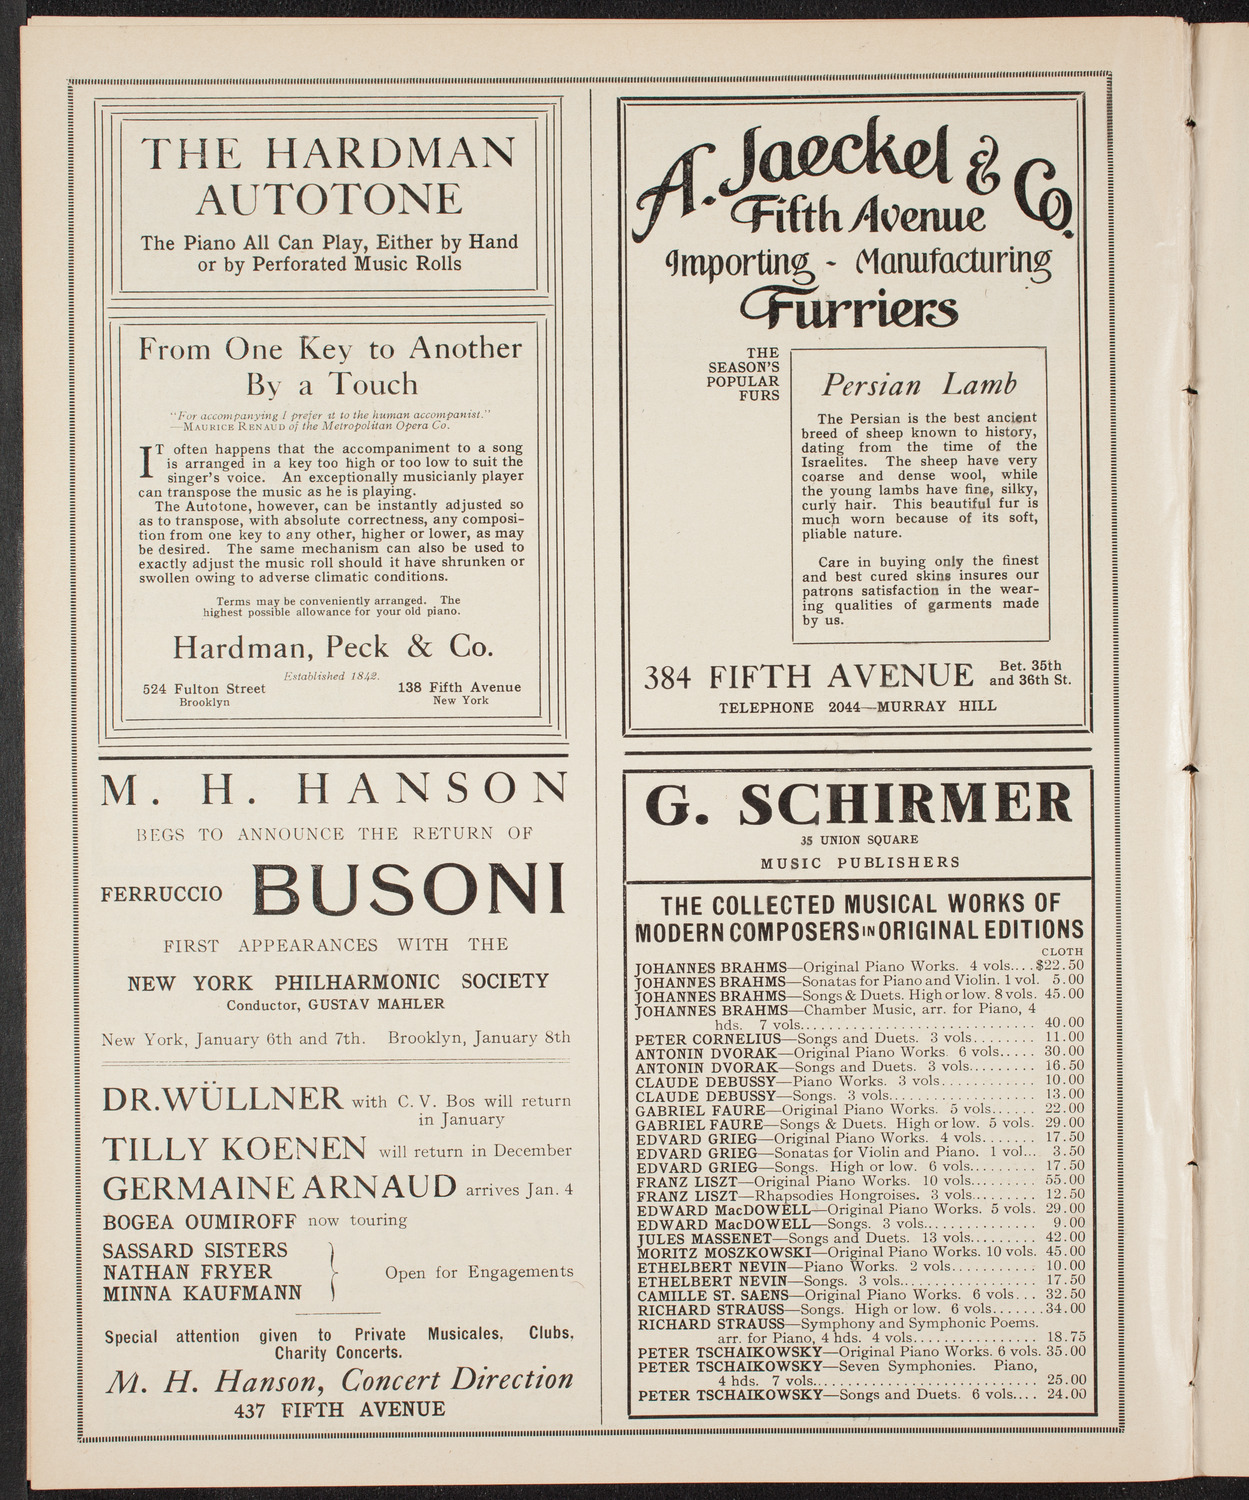 THE HARDMAN
AUTOTONE
The Piano All Can Play, Either by Hand
or by Perforated Music Rolls
From One Key to Another
By a Touch
"For accompanying I prefer it to the human accompanist."
—MAURICE RENAUD of the Metropolitan Opera Co.
IT often happens that the accompaniment to a song
is arranged in a key too high or too low to suit the
singer's voice. An exceptionally musicianly player
can transpose the music as he is playing.
The Autotone, however, can be instantly adjusted so
as to transpose, with absolute correctness, any composi-
tion from one key to any other, higher or lower, as may
be desired. The same mechanism can also be used to
exactly adjust the music roll should it have shrunken or
swollen owing to adverse climatic conditions.
Terms may be conveniently arranged. The
highest possible allowance for your old piano.
Hardman, Peck & Co.
Established 1842.
524 Fulton Street 138 Fifth Avenue
Brooklyn New York
M. H. HANSON
BEGS TO ANNOUNCE THE RETURN OF
FERRUCCIO BUSONI
FIRST APPEARANCES WITH THE
NEW YORK PHILHARMONIC SOCIETY
Conductor, GUSTAV MAHLER
New York, January 6th and 7th. Brooklyn, January 8th
DR. WÜLLNER with C. V. Bos will return
in January
TILLY KOENEN will return in December
GERMAINE ARNAUD arrives Jan. 4
BOGEA OUMIROFF now touring
SASSARD SISTERS
NATHAN FRYER Open for Engagements
MINNA KAUFMANN
Special attention given to Private Musicales, Clubs,
Charity Concerts.
M. H. Hanson, Concert Direction
437 FIFTH AVENUE
A. Jaeckel & Co.
Fifth Avenue
Importing - Manufacturing
Furriers
THE
SEASON'S
POPULAR
FURS
Persian Lamb
The Persian is the best ancient
breed of sheep known to history,
dating from the time of the
Israelites. The sheep have very
coarse and dense wool, while
the young lambs have fine, silky,
curly hair. This beautiful fur is
much worn because of its soft,
pliable nature.
Care in buying only the finest
and best cured skins insures our
patrons satisfaction in the wear-
ing qualities of garments made
by us.
384 FIFTH AVENUE Bet. 35th
and 36th St.
TELEPHONE 2044—MURRAY HILL
G. SCHIRMER
35 UNION SQUARE
MUSIC PUBLISHERS
THE COLLECTED MUSICAL WORKS OF
MODERN COMPOSERS IN ORIGINAL EDITIONS
CLOTH
JOHANNES BRAHMS—Original Piano Works. 4 vols....$22.50
JOHANNES BRAHMS—Sonatas for Piano and Violin. 1 vol. 5.00
JOHANNES BRAHMS—Songs & Duets. High or low. 8 vols. 45.00
JOHANNES BRAHMS—Chamber Music, arr. for Piano, 4
hds. 7 vols............................ 40.00
PETER CORNELIUS—Songs and Duets. 3 vols........ 11.00
ANTONIN DVORAK—Original Piano Works. 6 vols..... 30.00
ANTONIN DVORAK—Songs and Duets. 3 vols......... 16.50
CLAUDE DEBUSSY—Piano Works. 3 vols............ 10.00
CLAUDE DEBUSSY—Songs. 3 vols.................. 13.00
GABRIEL FAURE—Original Piano Works. 5 vols...... 22.00
GABRIEL FAURE—Songs & Duets. High or low. 5 vols. 29.00
EDVARD GRIEG—Original Piano Works. 4 vols....... 17.50
EDVARD GRIEG—Sonatas for Violin and Piano. 1 vol... 3.50
EDVARD GRIEG—Songs. High or low. 6 vols......... 17.50
FRANZ LISZT—Original Piano Works. 10 vols......... 55.00
FRANZ LISZT—Rhapsodies Hongroises. 3 vols........ 12.50
EDWARD MacDOWELL—Original Piano Works. 5 vols. 29.00
EDWARD MacDOWELL—Songs. 3 vols.............. 9.00
JULES MASSENET—Songs and Duets. 13 vols......... 42.00
MORITZ MOSZKOWSKI—Original Piano Works. 10 vols. 45.00
ETHELBERT NEVIN—Piano Works. 2 vols........... 10.00
ETHELBERT NEVIN—Songs. 3 vols................. 17.50
CAMILLE ST. SAENS—Original Piano Works. 6 vols... 32.50
RICHARD STRAUSS—Songs. High or low. 6 vols.......34.00
RICHARD STRAUSS—Symphony and Symphonic Poems.
arr. for Piano, 4 hds. 4 vols............... 18.75
PETER TSCHAIKOWSKY—Original Piano Works. 6 vols. 35.00
PETER TSCHAIKOWSKY—Seven Symphonies. Piano,
4 hds. 7 vols........................... 25.00
PETER TSCHAIKOWSKY—Songs and Duets. 6 vols.... 24.00